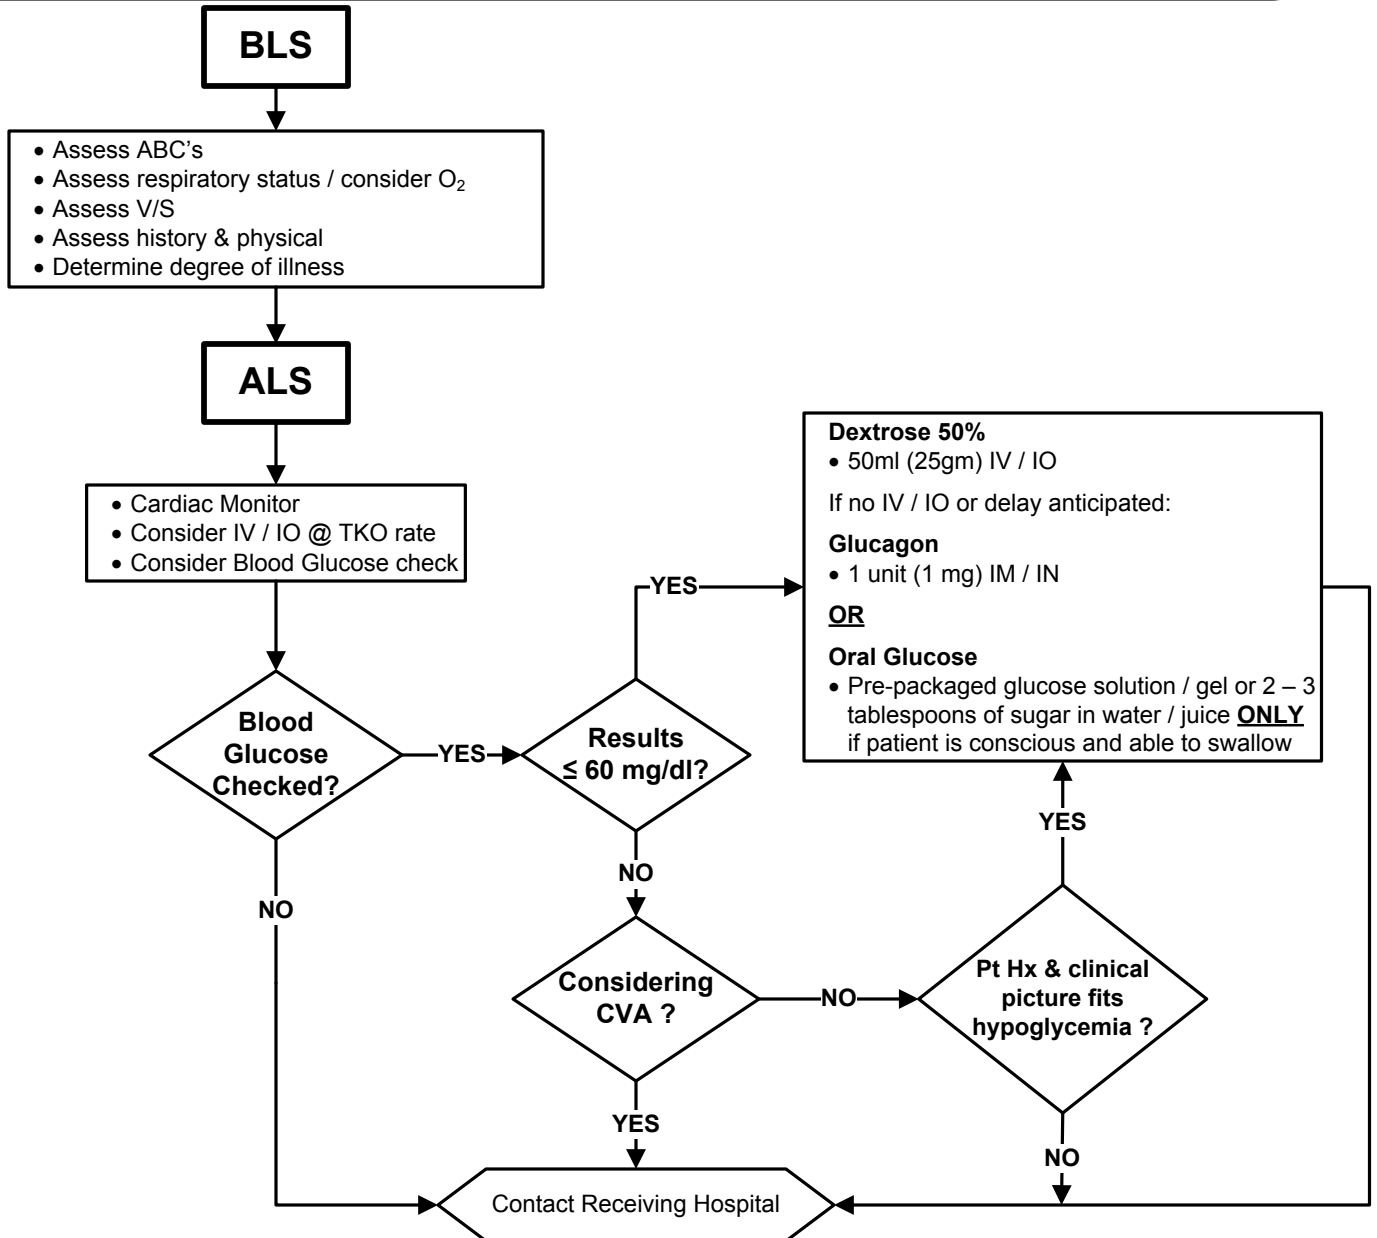 BLS
• Assess ABC's
• Assess respiratory status / consider O₂
• Assess V/S
• Assess history & physical
• Determine degree of illness
ALS
• Cardiac Monitor
• Consider IV / IO @ TKO rate
• Consider Blood Glucose check
Blood
Glucose
Checked?
YES
NO
Results
≤ 60 mg/dl?
YES
NO
Dextrose 50%
• 50ml (25gm) IV / IO
If no IV / IO or delay anticipated:
Glucagon
• 1 unit (1 mg) IM / IN
OR
Oral Glucose
• Pre-packaged glucose solution / gel or 2 – 3
tablespoons of sugar in water / juice ONLY
if patient is conscious and able to swallow
Considering
CVA ?
NO
YES
Pt Hx & clinical
picture fits
hypoglycemia ?
YES
NO
Contact Receiving Hospital